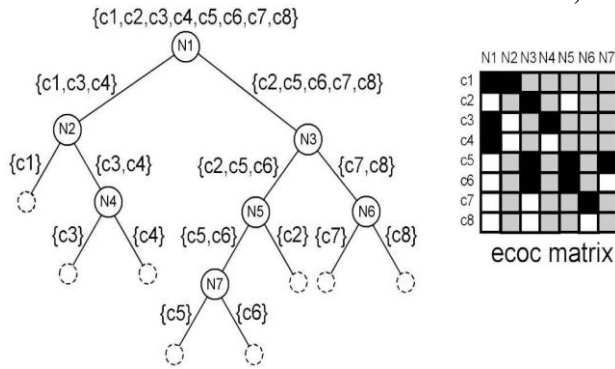 {c1,c2,c3,c4,c5,c6,c7,c8}
N1
{c1,c3,c4} {c2,c5,c6,c7,c8}
N2 N3
{c1} {c3,c4} {c2,c5,c6} {c7,c8}
N4 N5 N6
{c3} {c4} {c5,c6} {c2} {c7} {c8}
N7
{c5} {c6}
N1 N2 N3 N4 N5 N6 N7
c1
c2
c3
c4
c5
c6
c7
c8
ecoc matrix